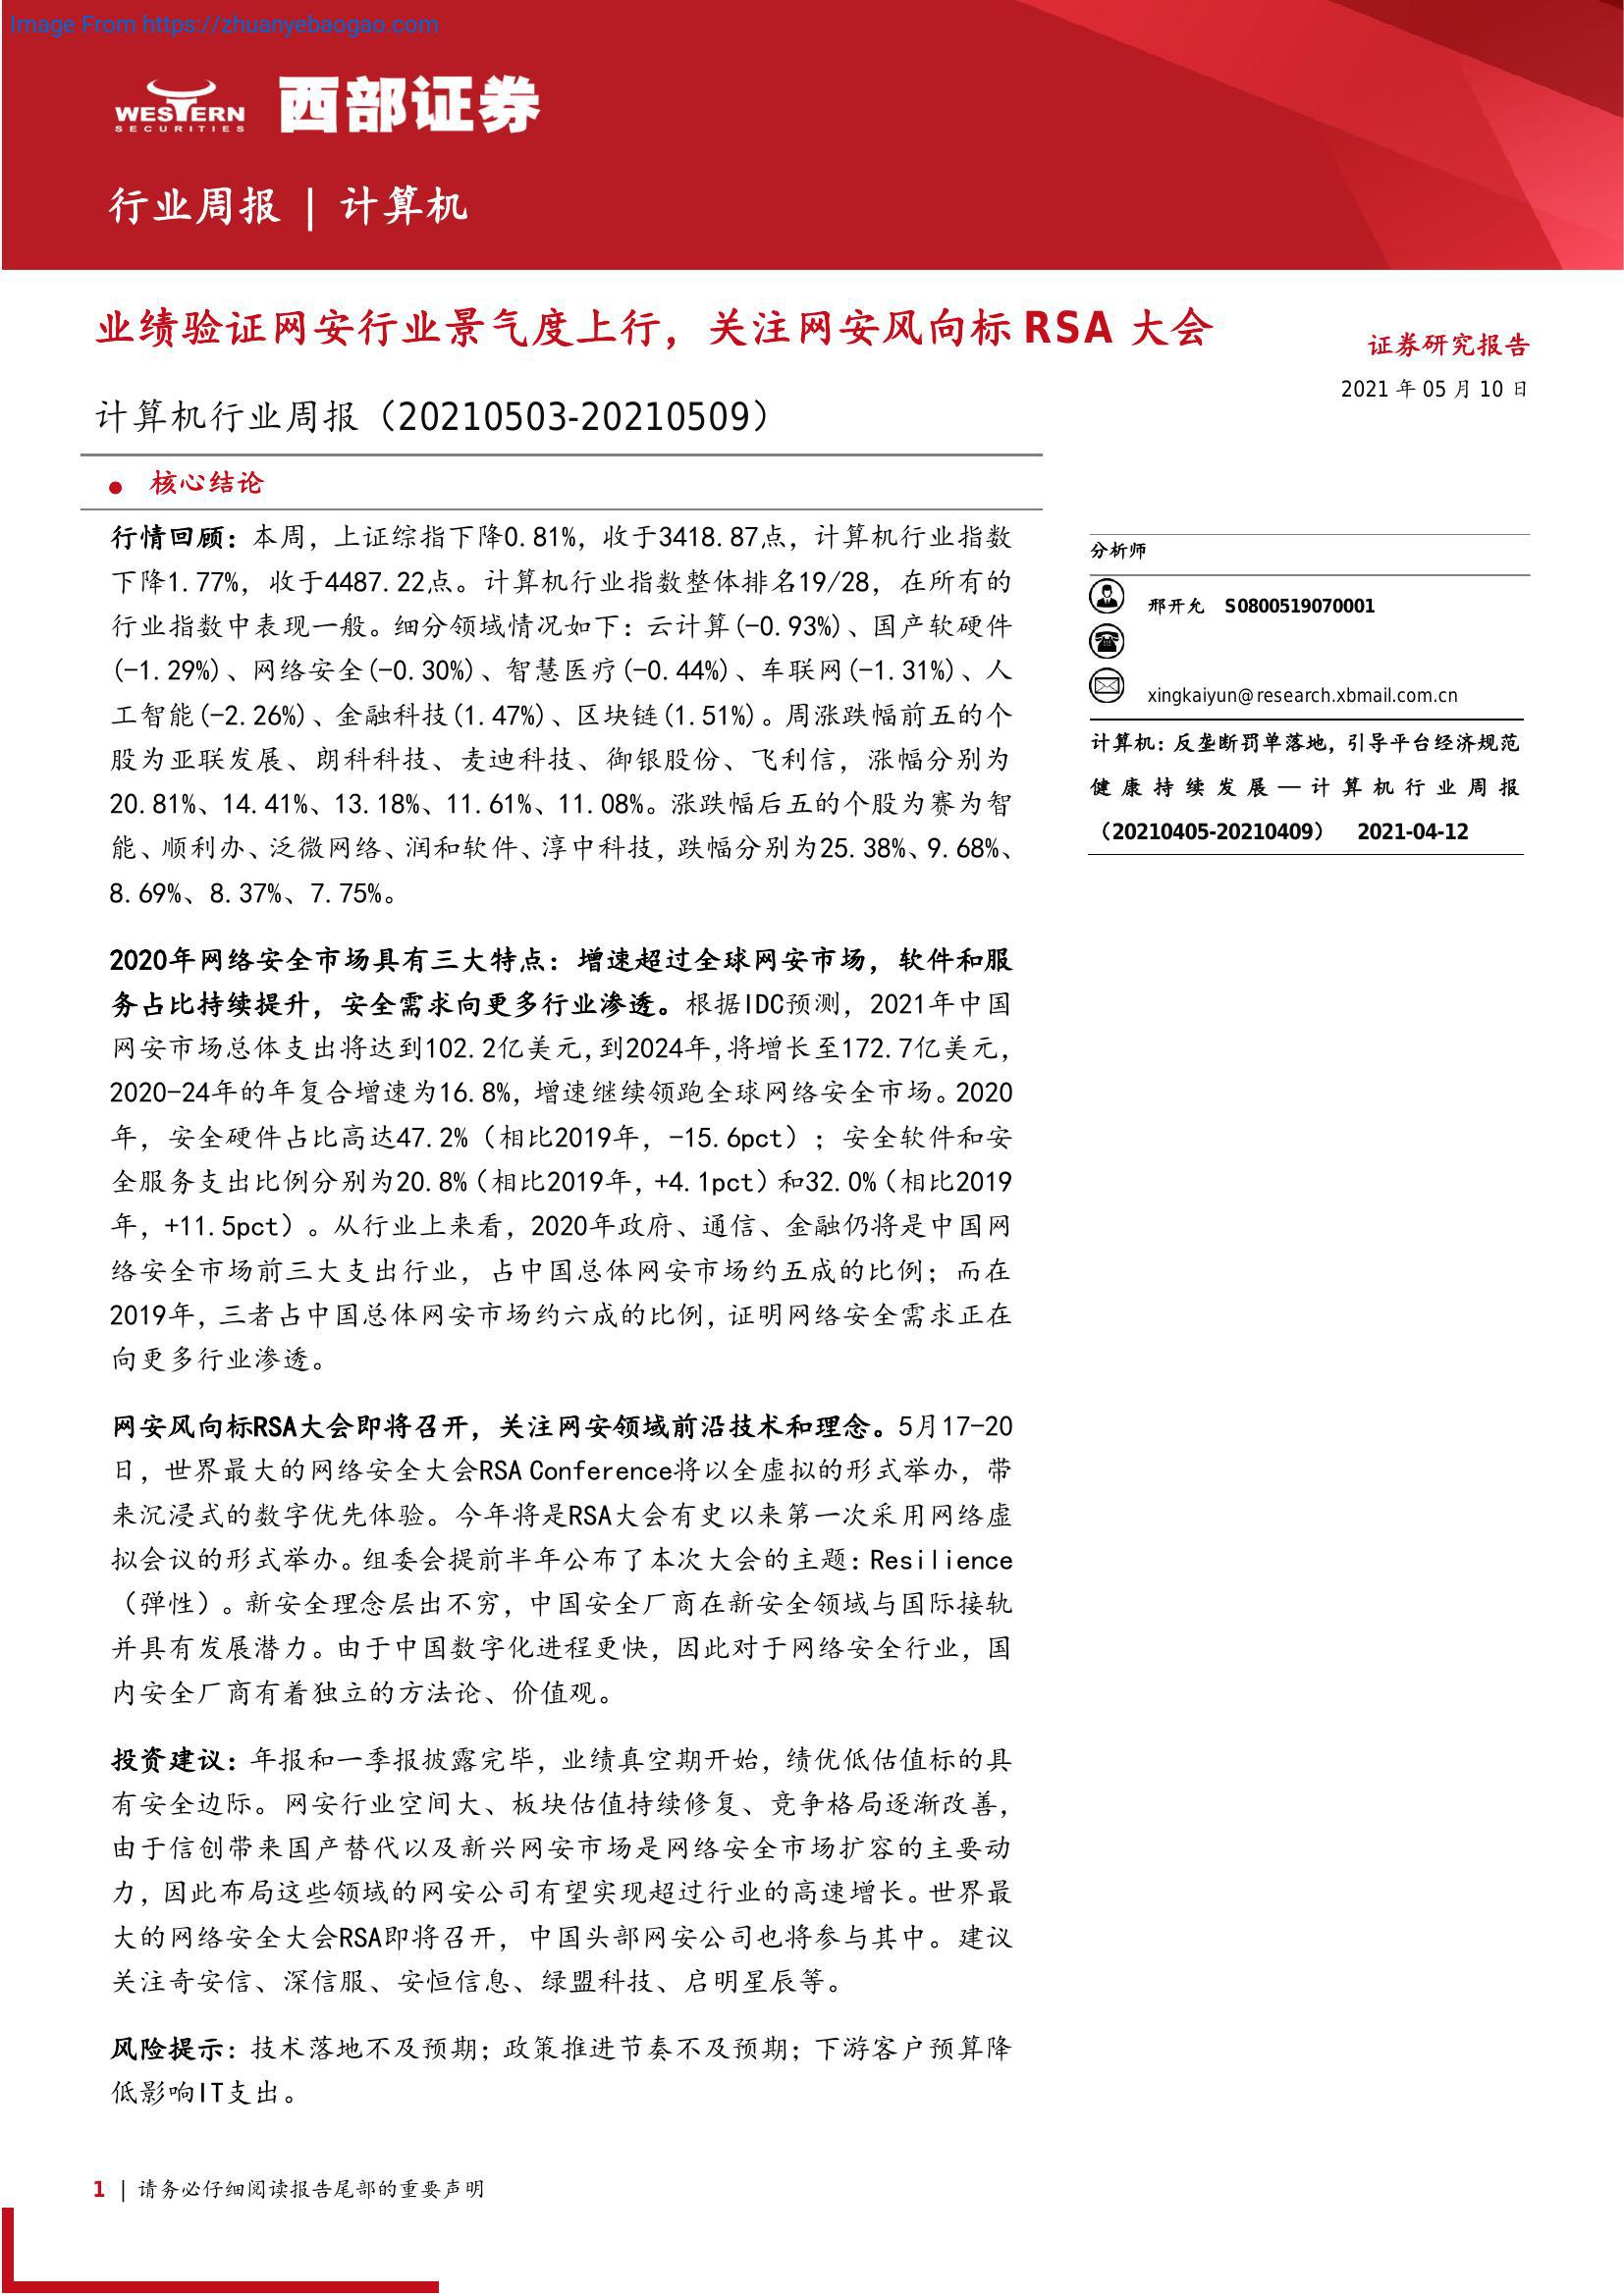 Image From https://zhuanyebaogao.com
WESTERN
SECURITIES
西部证券
行业周报 | 计算机
业绩验证网安行业景气度上行，关注网安风向标 RSA 大会
计算机行业周报（20210503-20210509）
● 核心结论
行情回顾：本周，上证综指下降0.81%，收于3418.87点，计算机行业指数
下降1.77%，收于4487.22点。计算机行业指数整体排名19/28，在所有的
行业指数中表现一般。细分领域情况如下：云计算(-0.93%)、国产软硬件
(-1.29%)、网络安全(-0.30%)、智慧医疗(-0.44%)、车联网(-1.31%)、人
工智能(-2.26%)、金融科技(1.47%)、区块链(1.51%)。周涨跌幅前五的个
股为亚联发展、朗科科技、麦迪科技、御银股份、飞利信，涨幅分别为
20.81%、14.41%、13.18%、11.61%、11.08%。涨跌幅后五的个股为赛为智
能、顺利办、泛微网络、润和软件、淳中科技，跌幅分别为25.38%、9.68%、
8.69%、8.37%、7.75%。
2020年网络安全市场具有三大特点：增速超过全球网安市场，软件和服
务占比持续提升，安全需求向更多行业渗透。根据IDC预测，2021年中国
网安市场总体支出将达到102.2亿美元，到2024年，将增长至172.7亿美元，
2020-24年的年复合增速为16.8%，增速继续领跑全球网络安全市场。2020
年，安全硬件占比高达47.2%（相比2019年，-15.6pct）；安全软件和安
全服务支出比例分别为20.8%（相比2019年，+4.1pct）和32.0%（相比2019
年，+11.5pct）。从行业上来看，2020年政府、通信、金融仍将是中国网
络安全市场前三大支出行业，占中国总体网安市场约五成的比例；而在
2019年，三者占中国总体网安市场约六成的比例，证明网络安全需求正在
向更多行业渗透。
网安风向标RSA大会即将召开，关注网安领域前沿技术和理念。5月17-20
日，世界最大的网络安全大会RSA Conference将以全虚拟的形式举办，带
来沉浸式的数字优先体验。今年将是RSA大会有史以来第一次采用网络虚
拟会议的形式举办。组委会提前半年公布了本次大会的主题：Resilience
（弹性）。新安全理念层出不穷，中国安全厂商在新安全领域与国际接轨
并具有发展潜力。由于中国数字化进程更快，因此对于网络安全行业，国
内安全厂商有着独立的方法论、价值观。
投资建议：年报和一季报披露完毕，业绩真空期开始，绩优低估值标的具
有安全边际。网安行业空间大、板块估值持续修复、竞争格局逐渐改善，
由于信创带来国产替代以及新兴网安市场是网络安全市场扩容的主要动
力，因此布局这些领域的网安公司有望实现超过行业的高速增长。世界最
大的网络安全大会RSA即将召开，中国头部网安公司也将参与其中。建议
关注奇安信、深信服、安恒信息、绿盟科技、启明星辰等。
风险提示：技术落地不及预期；政策推进节奏不及预期；下游客户预算降
低影响IT支出。
证券研究报告
2021 年 05 月 10 日
分析师
邢开允 S0800519070001
xingkaiyun@research.xbmail.com.cn
计算机：反垄断罚单落地，引导平台经济规范
健康持续发展—计算机行业周报
（20210405-20210409） 2021-04-12
1 | 请务必仔细阅读报告尾部的重要声明